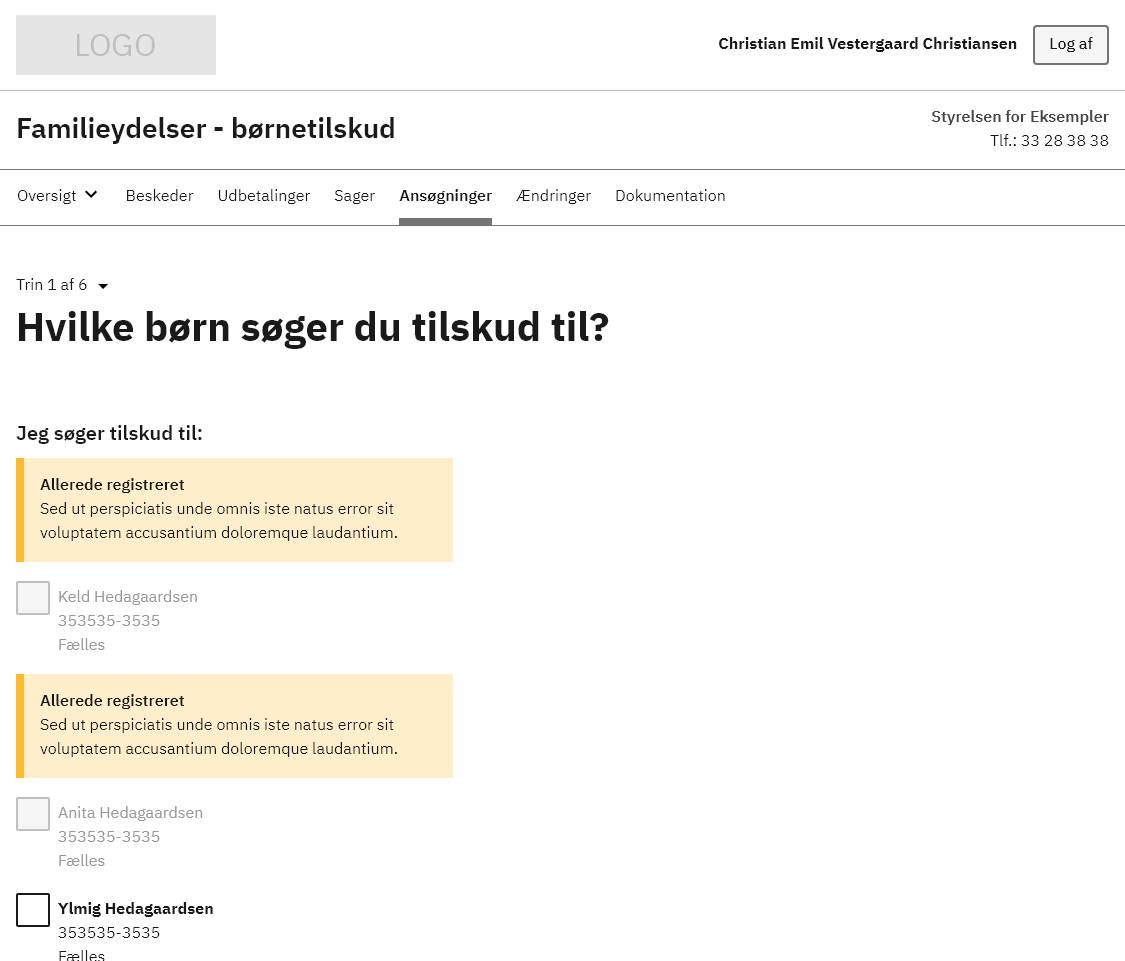 LOGO
Christian Emil Vestergaard Christiansen
Log af
Familieydelser - børnetilskud
Styrelsen for Eksempler
Tlf.: 33 28 38 38
Oversigt Beskeder Udbetalinger Sager Ansøgninger Ændringer Dokumentation
Trin 1 af 6
Hvilke børn søger du tilskud til?
Jeg søger tilskud til:
Allerede registreret
Sed ut perspiciatis unde omnis iste natus error sit
voluptatem accusantium doloremque laudantium.
Keld Hedagaardsen
353535-3535
Fælles
Allerede registreret
Sed ut perspiciatis unde omnis iste natus error sit
voluptatem accusantium doloremque laudantium.
Anita Hedagaardsen
353535-3535
Fælles
Ylmig Hedagaardsen
353535-3535
Fælles